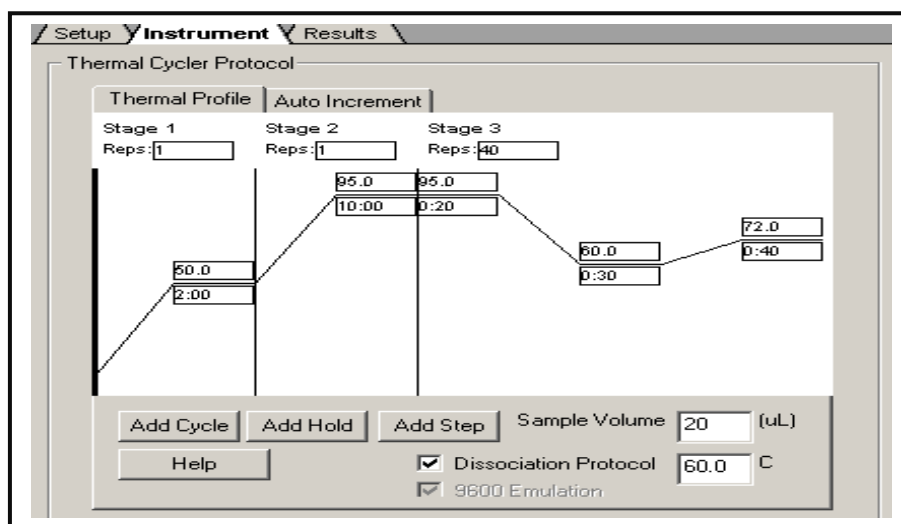 Setup Instrument Results
Thermal Cycler Protocol
Thermal Profile Auto Increment
Stage 1 Stage 2 Stage 3
Reps: 1 Reps: 1 Reps: 40
95.0 95.0
10:00 0:20
72.0
0:40
60.0
0:30
50.0
2:00
Add Cycle Add Hold Add Step Sample Volume 20 (uL)
Help Dissociation Protocol 60.0 C
9600 Emulation